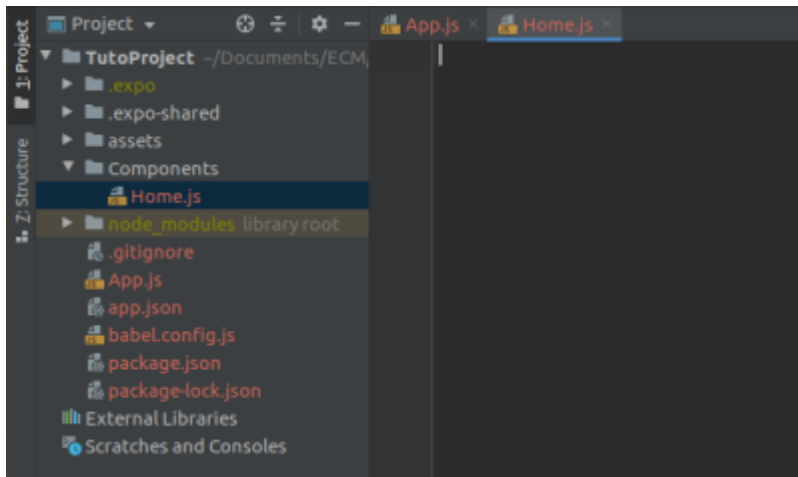 1: Project
Z: Structure
Project
App.js
Home.js
TutoProject ~/Documents/ECM,
.expo
.expo-shared
assets
Components
Home.js
node_modules library root
.gitignore
App.js
app.json
babel.config.js
package.json
package-lock.json
External Libraries
Scratches and Consoles